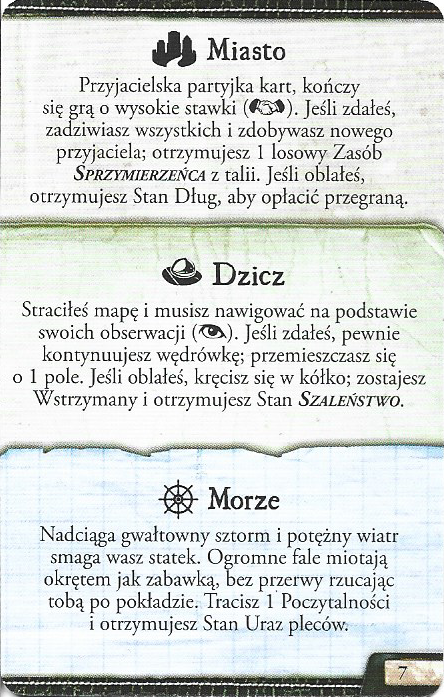 Miasto
Przyjacielska partyjka kart, kończy
się grą o wysokie stawki (). Jeśli zdałeś,
zadziwiasz wszystkich i zdobywasz nowego
przyjaciela; otrzymujesz 1 losowy Zasób
SPRZYMIERZEŃCA z talii. Jeśli oblałeś,
otrzymujesz Stan Dług, aby opłacić przegraną.
Dzicz
Straciłeś mapę i musisz nawigować na podstawie
swoich obserwacji (). Jeśli zdałeś, pewnie
kontynuujesz wędrówkę; przemieszczasz się
o 1 pole. Jeśli oblałeś, kręcisz się w kółko; zostajesz
Wstrzymany i otrzymujesz Stan SZALEŃSTWO.
Morze
Nadciąga gwałtowny sztorm i potężny wiatr
smaga wasz statek. Ogromne fale miotają
okrętem jak zabawką, bez przerwy rzucając
tobą po pokładzie. Tracisz 1 Poczytalności
i otrzymujesz Stan Uraz pleców.
7